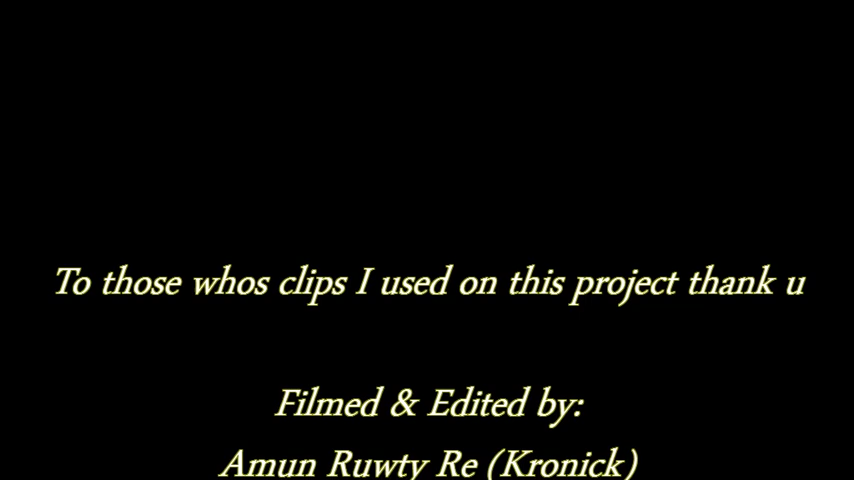 To those whos clips I used on this project thank u
Filmed & Edited by:
Amun Ruwty Re (Kronick)